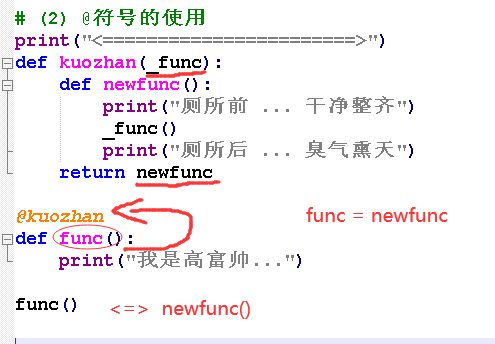 # (2) @符号的使用
print("<=========================>")
def kuozhan(_func):
def newfunc():
print("厕所前 ... 干净整齐")
_func()
print("厕所后 ... 臭气熏天")
return newfunc
@kuozhan
func = newfunc
def func():
print("我是高富帅...")
func() <=> newfunc()